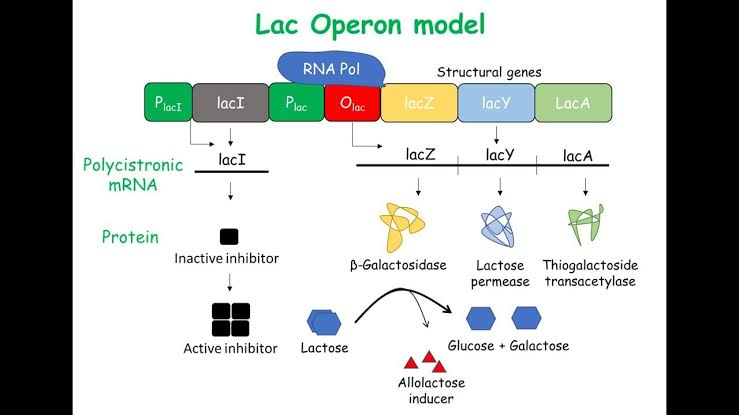 Lac Operon model
RNA Pol
Structural genes
PlacI lacI Plac Olac lacZ lacY LacA
Polycistronic
mRNA
lacI
lacZ lacY lacA
Protein
Inactive inhibitor
β-Galactosidase
Lactose
permease
Thiogalactoside
transacetylase
Active inhibitor
Lactose
Glucose + Galactose
Allolactose
inducer